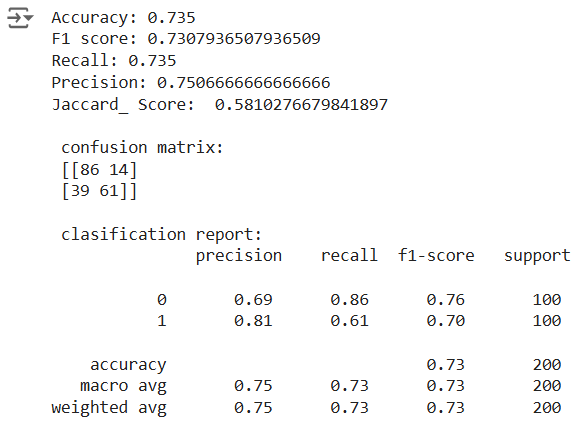 Accuracy: 0.735
F1 score: 0.7307936507936509
Recall: 0.735
Precision: 0.7506666666666666
Jaccard_ Score:  0.5810276679841897
confusion matrix:
[[86 14]
[39 61]]
clasification report:
precision    recall  f1-score   support
0       0.69      0.86      0.76       100
1       0.81      0.61      0.70       100
accuracy                           0.73       200
macro avg       0.75      0.73      0.73       200
weighted avg       0.75      0.73      0.73       200